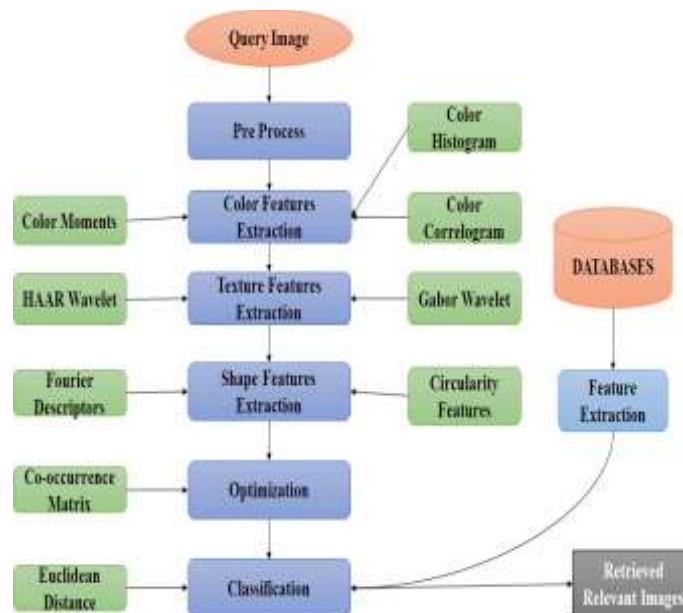 Query Image
Pre Process
Color
Histogram
Color Moments
Color Features
Extraction
Color
Correlogram
DATABASES
HAAR Wavelet
Texture Features
Extraction
Gabor Wavelet
Fourier
Descriptors
Shape Features
Extraction
Circularity
Features
Feature
Extraction
Co-occurrence
Matrix
Optimization
Euclidean
Distance
Classification
Retrieved
Relevant Images